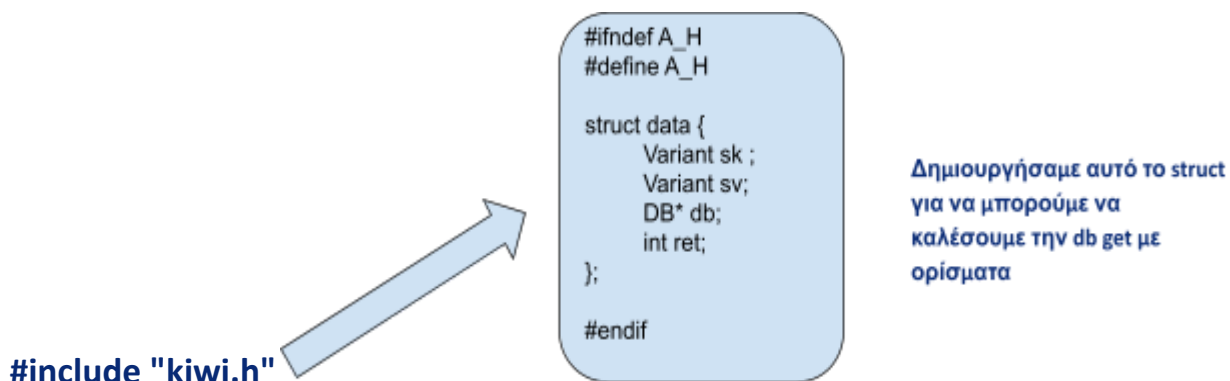 #ifndef A_H
#define A_H
struct data {
Variant sk ;
Variant sv;
DB* db;
int ret;
};
#endif
Δημιουργήσαμε αυτό το struct
για να μπορούμε να
καλέσουμε την db get με
ορίσματα
#include "kiwi.h"